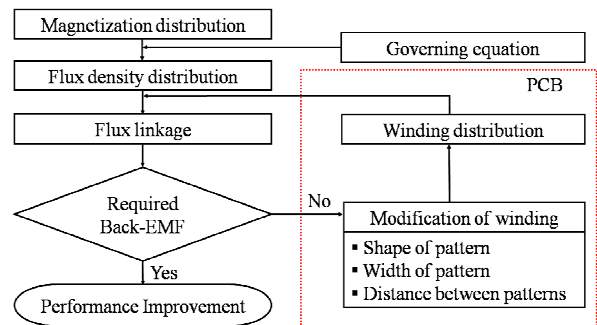 Magnetization distribution
Governing equation
Flux density distribution
PCB
Flux linkage
Winding distribution
Required
Back-EMF
No
Modification of winding
▪ Shape of pattern
▪ Width of pattern
▪ Distance between patterns
Yes
Performance Improvement